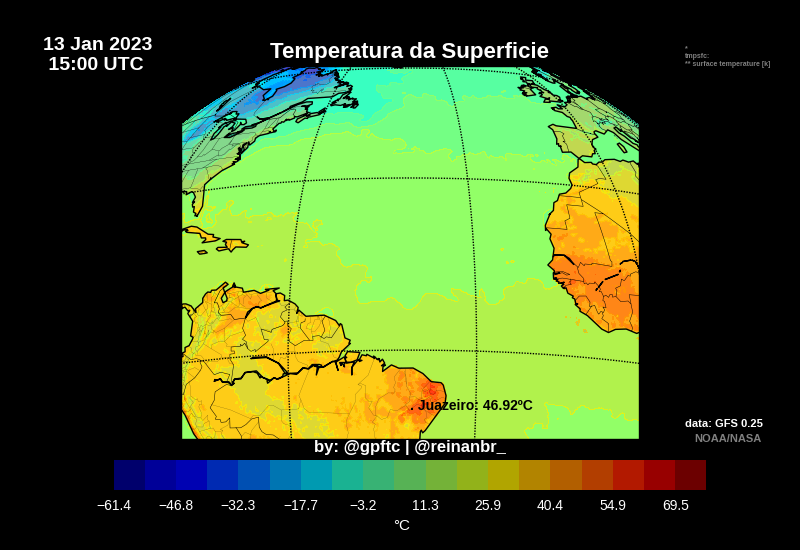 13 Jan 2023
15:00 UTC
Temperatura da Superficie
*
tmpsfc:
** surface temperature [k]
. Juazeiro: 46.92ºC
data: GFS 0.25
NOAA/NASA
by: @gpftc | @reinanbr_
−61.4 −46.8 −32.3 −17.7 −3.2 11.3 25.9 40.4 54.9 69.5
°C